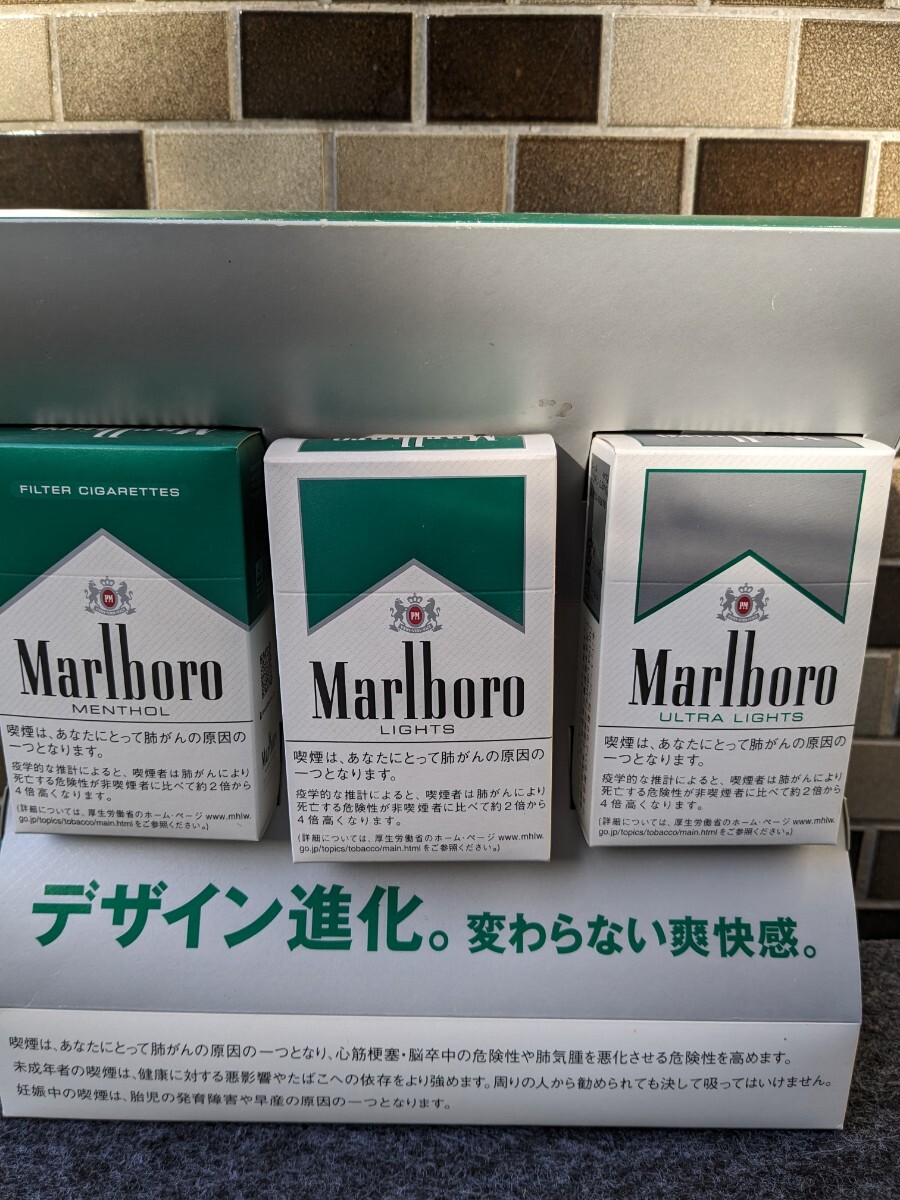 FILTER CIGARETTES
PM
Marlboro
MENTHOL
喫煙は、あなたにとって肺がんの原因の
一つとなります。
疫学的な推計によると、喫煙者は肺がんにより
死亡する危険性が非喫煙者に比べて約2倍から
4倍高くなります。
(詳細については、厚生労働省のホーム・ページ www.mhlw.
go.jp/topics/tobacco/main.html をご参照ください。)
Marlboro
PM
Marlboro
LIGHTS
喫煙は、あなたにとって肺がんの原因の
一つとなります。
疫学的な推計によると、喫煙者は肺がんにより
死亡する危険性が非喫煙者に比べて約2倍から
4倍高くなります。
(詳細については、厚生労働省のホーム・ページ www.mhlw.
go.jp/topics/tobacco/main.html をご参照ください。)
PM
Marlboro
ULTRA LIGHTS
喫煙は、あなたにとって肺がんの原因の
一つとなります。
疫学的な推計によると、喫煙者は肺がんにより
死亡する危険性が非喫煙者に比べて約2倍から
4倍高くなります。
(詳細については、厚生労働省のホーム・ページ www.mhlw.
go.jp/topics/tobacco/main.html をご参照ください。)
デザイン進化。変わらない爽快感。
喫煙は、あなたにとって肺がんの原因の一つとなり、心筋梗塞・脳卒中の危険性や肺気腫を悪化させる危険性を高めます。
未成年者の喫煙は、健康に対する悪影響やたばこへの依存をより強めます。周りの人から勧められても決して吸ってはいけません。
妊娠中の喫煙は、胎児の発育障害や早産の原因の一つとなります。